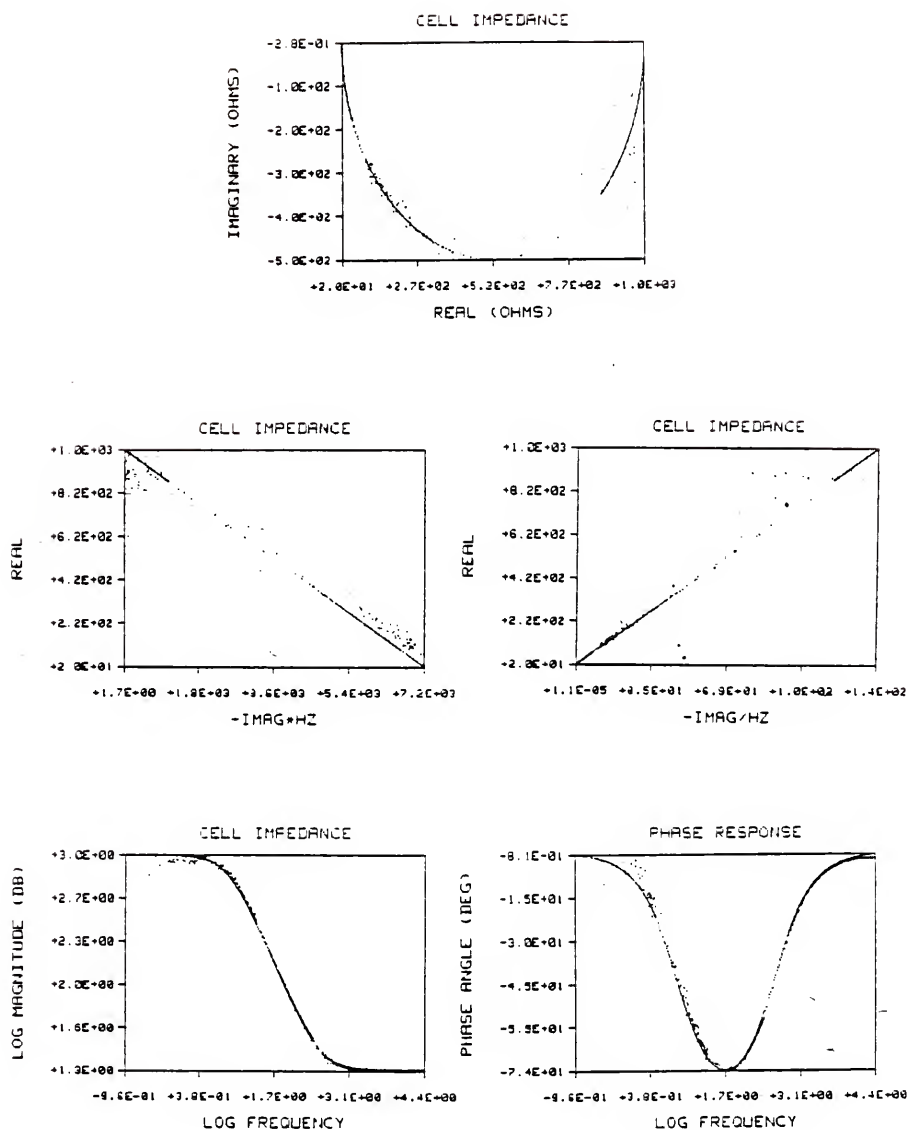 CELL IMPEDANCE
-2.8E-01
-1.0E+02
-2.0E+02
-3.0E+02
-4.0E+02
-5.0E+02
IMAGINARY (OHMS)
+2.0E+01 +2.7E+02 +5.2E+02 +7.7E+02 +1.0E+03
REAL (OHMS)
CELL IMPEDANCE
+1.0E+03
+8.2E+02
+6.2E+02
+4.2E+02
+2.2E+02
+2.0E+01
REAL
+1.7E+00 +1.8E+03 +3.6E+03 +5.4E+03 +7.2E+03
-IMAG*HZ
CELL IMPEDANCE
+1.0E+03
+8.2E+02
+6.2E+02
+4.2E+02
+2.2E+02
+2.0E+01
REAL
+1.1E-05 +3.5E+01 +6.9E+01 +1.0E+02 +1.4E+02
-IMAG/HZ
CELL IMPEDANCE
+3.0E+00
+2.7E+00
+2.3E+00
+2.0E+00
+1.6E+00
+1.3E+00
LOG MAGNITUDE (DB)
-9.6E-01 +3.8E-01 +1.7E+00 +3.1E+00 +4.4E+00
LOG FREQUENCY
PHASE RESPONSE
-8.1E-01
-1.5E+01
-3.0E+01
-4.5E+01
-5.9E+01
-7.4E+01
PHASE ANGLE (DEG)
-9.6E-01 +3.8E-01 +1.7E+00 +3.1E+00 +4.4E+00
LOG FREQUENCY